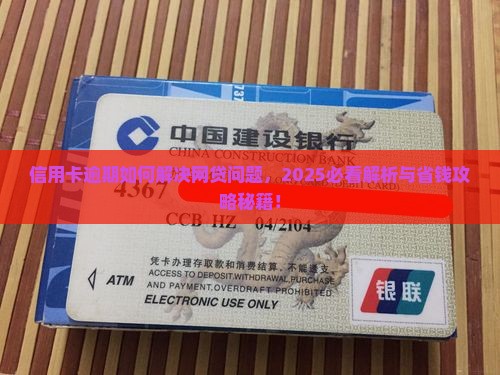 737
中国建设银行
CHINA CONSTRUCTION BANK
信用卡逾期如何解决网贷问题，2025必看解析与省钱攻
略秘籍！
4367
CCB HZ 04/2104
凭卡办理存取款和消费结算，不能透支。
ACCESS TO DEPOSIT.WITHDRAWAL.PURCHASE
AND PAYMENT.OVERDRAFT PROHIBITED.
ATM
ELECTRONIC USE ONLY
银联